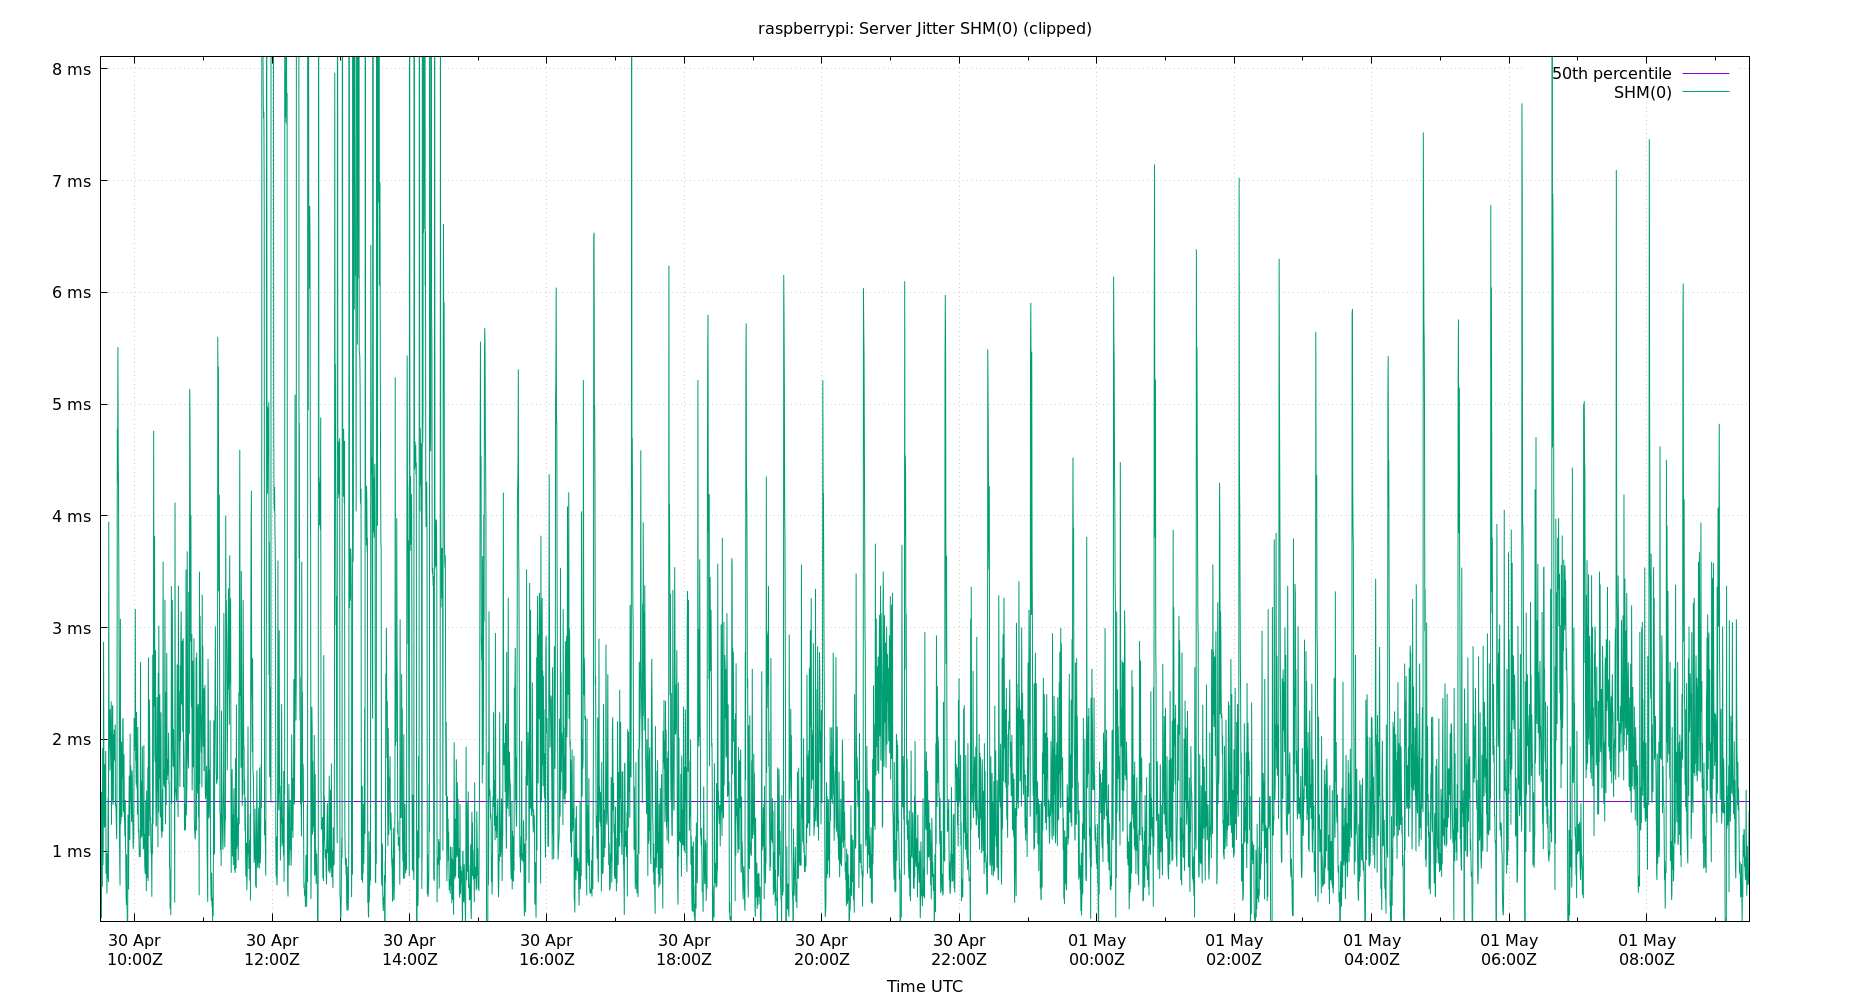 raspberrypi: Server Jitter SHM(0) (clipped)
50th percentile
SHM(0)
8 ms
7 ms
6 ms
5 ms
4 ms
3 ms
2 ms
1 ms
30 Apr 30 Apr 30 Apr 30 Apr 30 Apr 30 Apr 30 Apr 01 May 01 May 01 May 01 May 01 May
10:00Z 12:00Z 14:00Z 16:00Z 18:00Z 20:00Z 22:00Z 00:00Z 02:00Z 04:00Z 06:00Z 08:00Z
Time UTC